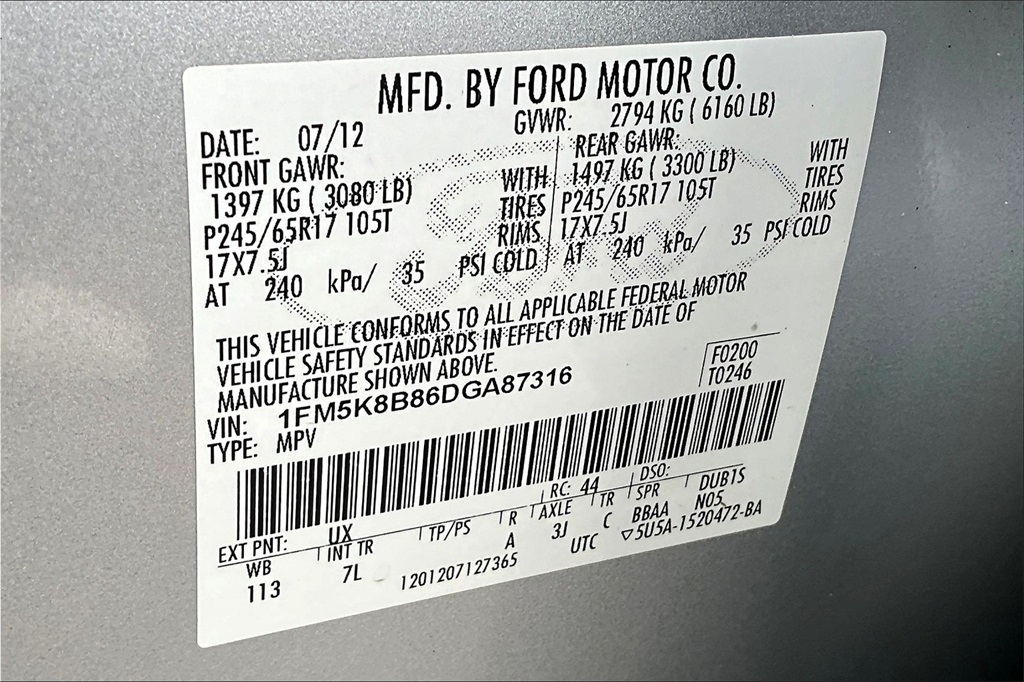 MFD. BY FORD MOTOR CO.
DATE: 07/12 GVWR: 2794 KG ( 6160 LB)
FRONT GAWR: REAR GAWR:
1397 KG ( 3080 LB) WITH 1497 KG ( 3300 LB) WITH
P245/65R17 105T TIRES P245/65R17 105T TIRES
17X7.5J RIMS 17X7.5J RIMS
AT 240 kPa/ 35 PSI COLD AT 240 kPa/ 35 PSI COLD
THIS VEHICLE CONFORMS TO ALL APPLICABLE FEDERAL MOTOR
VEHICLE SAFETY STANDARDS IN EFFECT ON THE DATE OF
MANUFACTURE SHOWN ABOVE.
F0200
T0246
VIN: 1FM5K8B86DGA87316
TYPE: MPV
EXT PNT: UX RC: 44 DSO:
WB INT TR TP/PS R AXLE TR SPR DUB1S
113 7L A 3J C BBAA N05
1201207127365 UTC ▽5U5A-1520472-BA